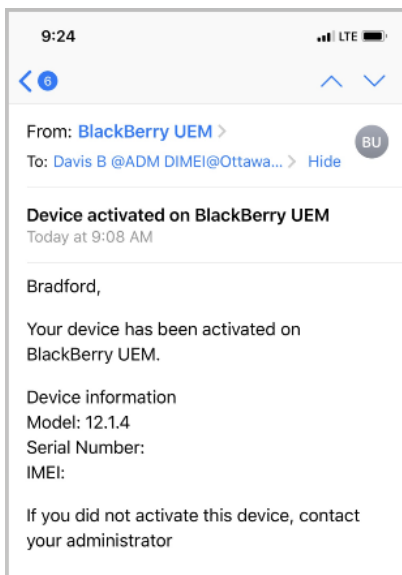 9:24 LTE
6
From: BlackBerry UEM
BU
To: Davis B @ADM DIMEI@Ottawa... Hide
Device activated on BlackBerry UEM
Today at 9:08 AM
Bradford,
Your device has been activated on
BlackBerry UEM.
Device information
Model: 12.1.4
Serial Number:
IMEI:
If you did not activate this device, contact
your administrator